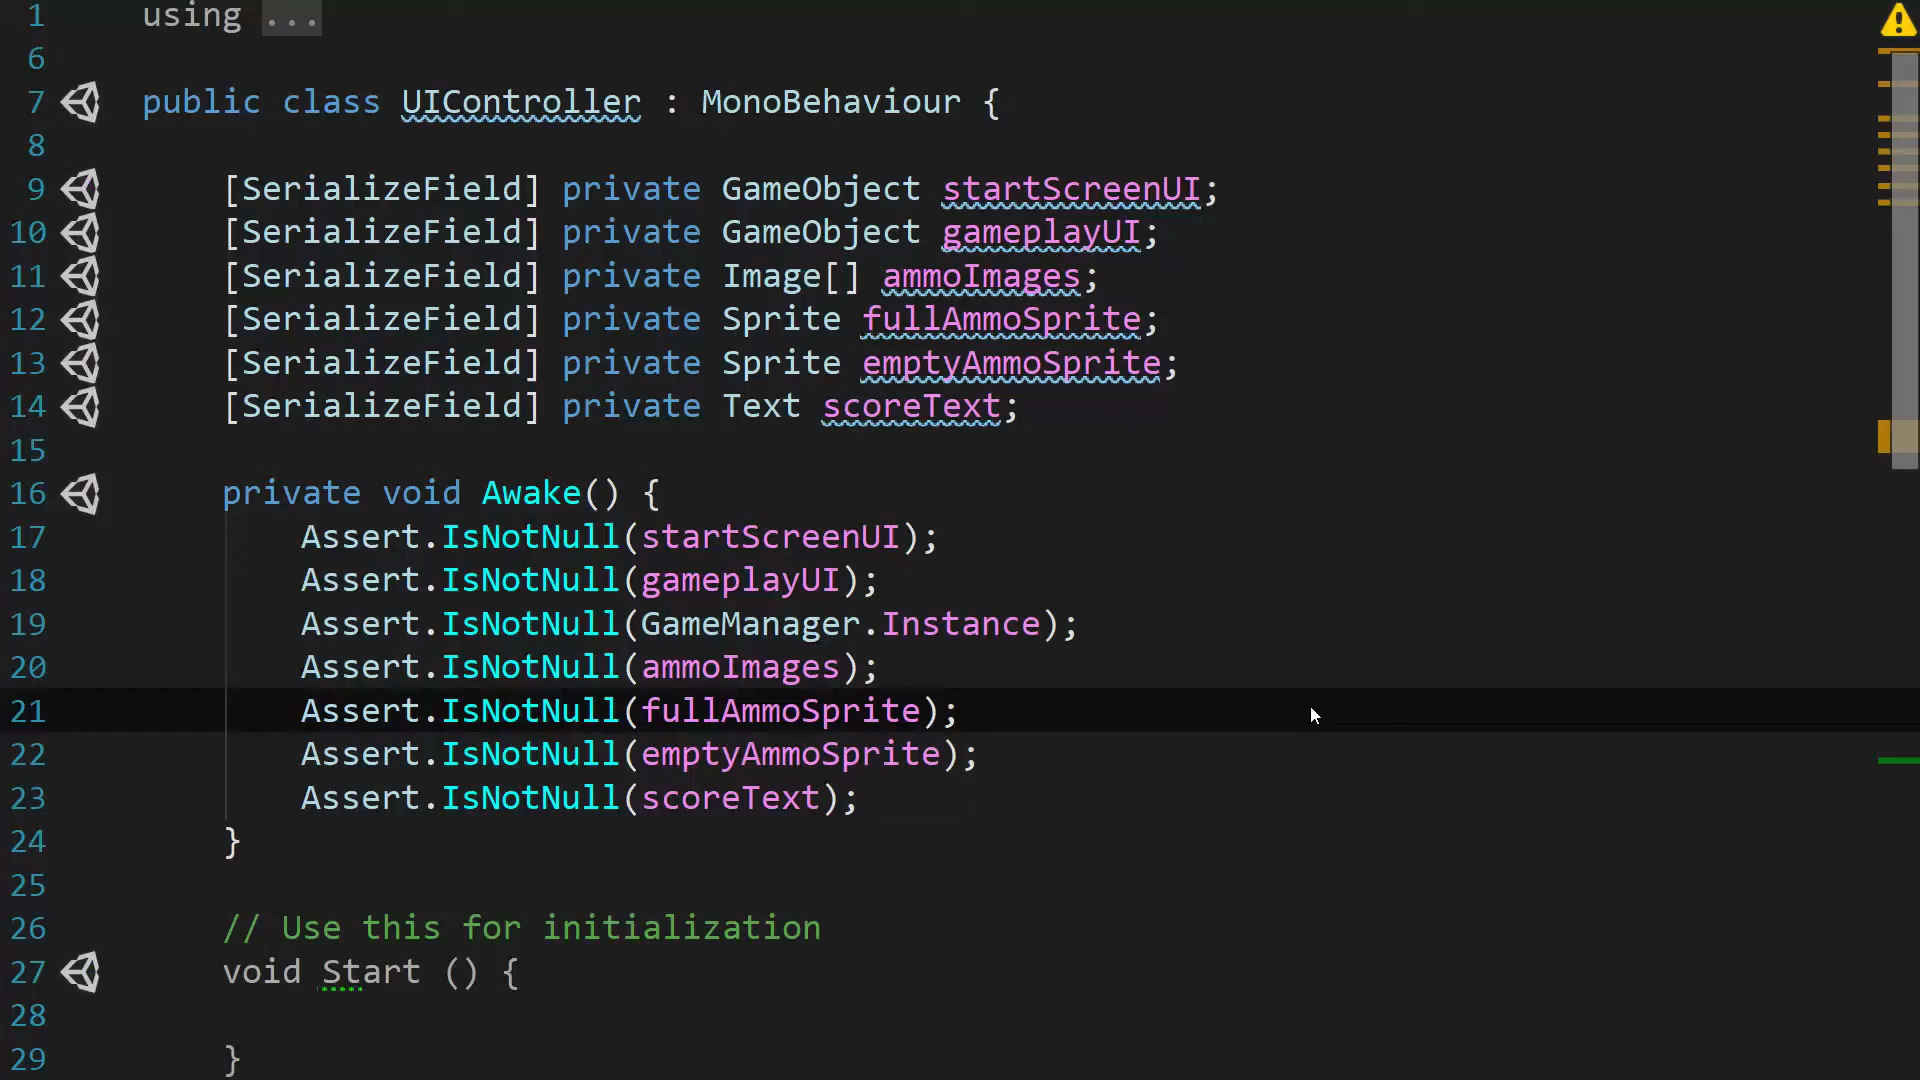 1 using ...
6
7 public class UIController : MonoBehaviour {
8
9 [SerializeField] private GameObject startScreenUI;
10 [SerializeField] private GameObject gameplayUI;
11 [SerializeField] private Image[] ammoImages;
12 [SerializeField] private Sprite fullAmmoSprite;
13 [SerializeField] private Sprite emptyAmmoSprite;
14 [SerializeField] private Text scoreText;
15
16 private void Awake() {
17 Assert.IsNotNull(startScreenUI);
18 Assert.IsNotNull(gameplayUI);
19 Assert.IsNotNull(GameManager.Instance);
20 Assert.IsNotNull(ammoImages);
21 Assert.IsNotNull(fullAmmoSprite);
22 Assert.IsNotNull(emptyAmmoSprite);
23 Assert.IsNotNull(scoreText);
24 }
25
26 // Use this for initialization
27 void Start () {
28
29 }